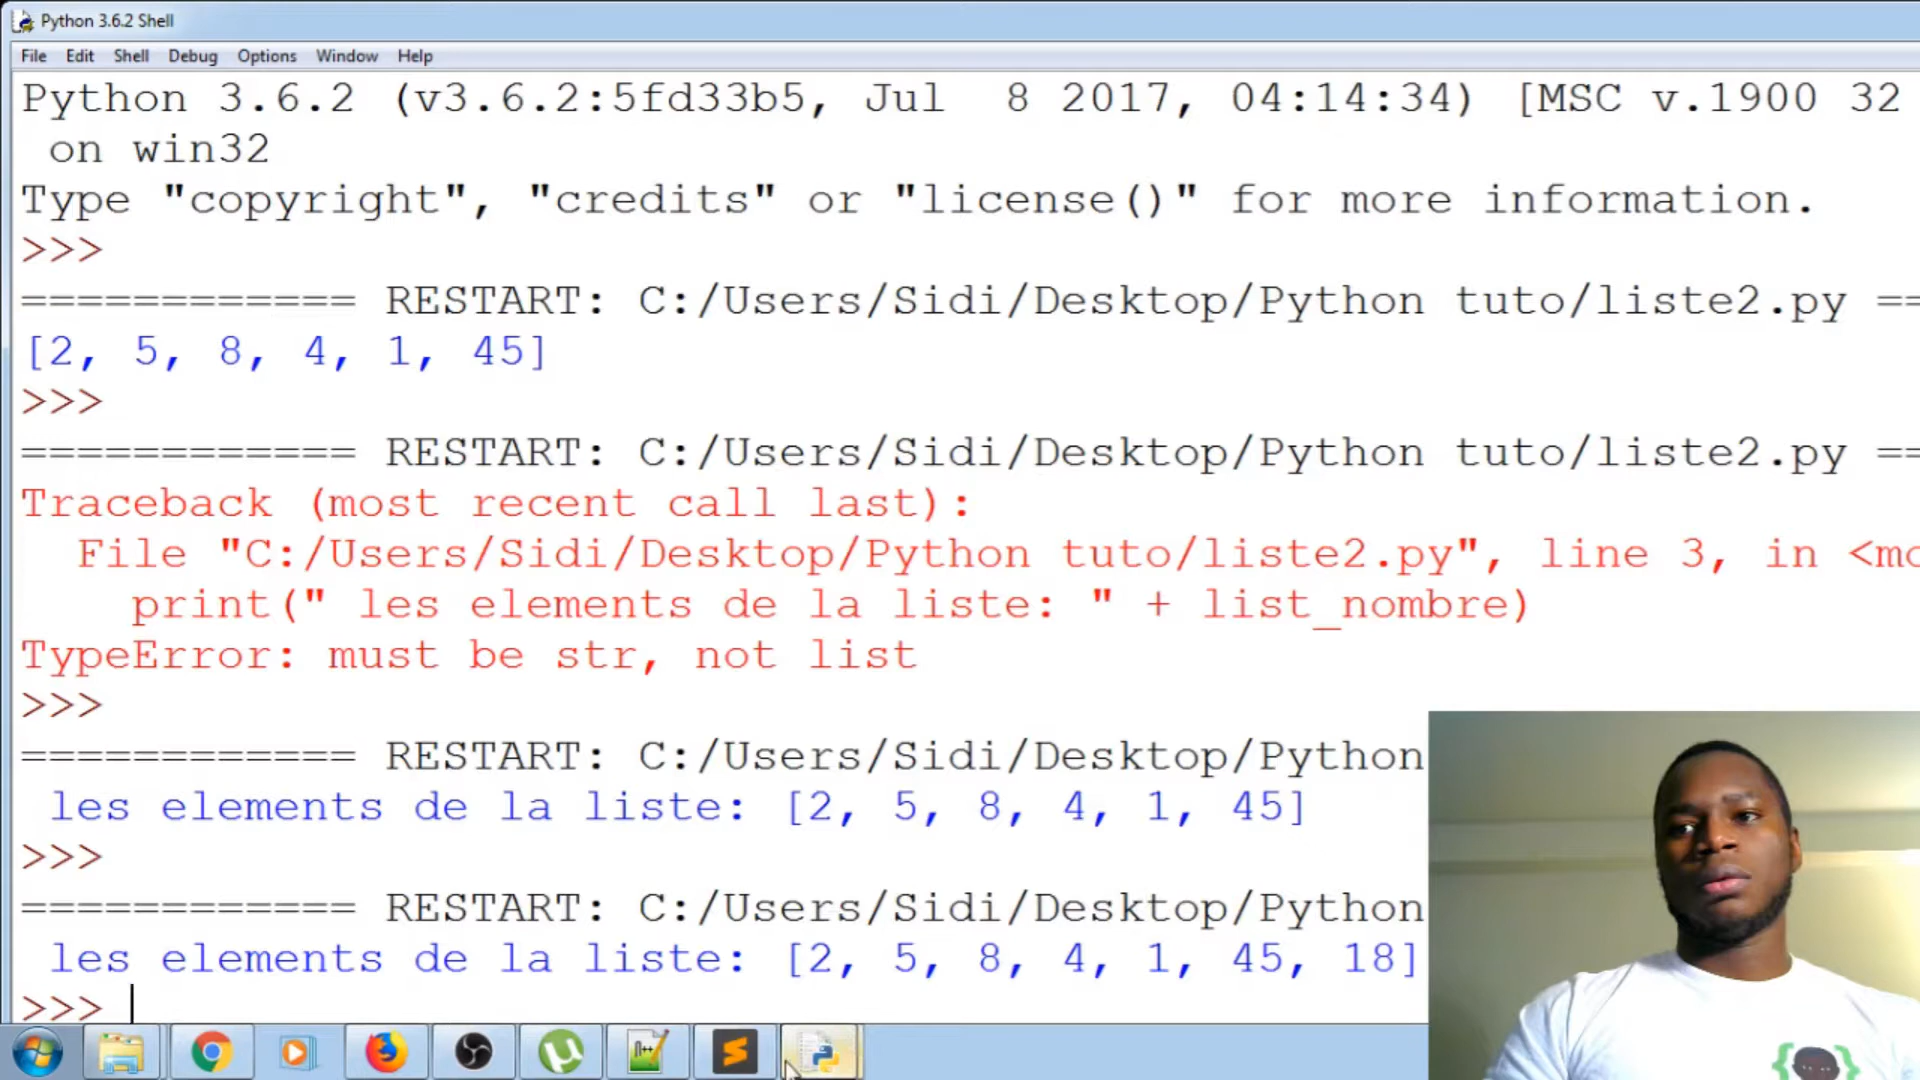 Python 3.6.2 Shell
File Edit Shell Debug Options Window Help
Python 3.6.2 (v3.6.2:5fd33b5, Jul  8 2017, 04:14:34) [MSC v.1900 32
 on win32
Type "copyright", "credits" or "license()" for more information.
>>>
============ RESTART: C:/Users/Sidi/Desktop/Python tuto/liste2.py ==
[2, 5, 8, 4, 1, 45]
>>>
============ RESTART: C:/Users/Sidi/Desktop/Python tuto/liste2.py ==
Traceback (most recent call last):
  File "C:/Users/Sidi/Desktop/Python tuto/liste2.py", line 3, in <mo
    print(" les elements de la liste: " + list_nombre)
TypeError: must be str, not list
>>>
============ RESTART: C:/Users/Sidi/Desktop/Python
 les elements de la liste: [2, 5, 8, 4, 1, 45]
>>>
============ RESTART: C:/Users/Sidi/Desktop/Python
 les elements de la liste: [2, 5, 8, 4, 1, 45, 18]
>>>